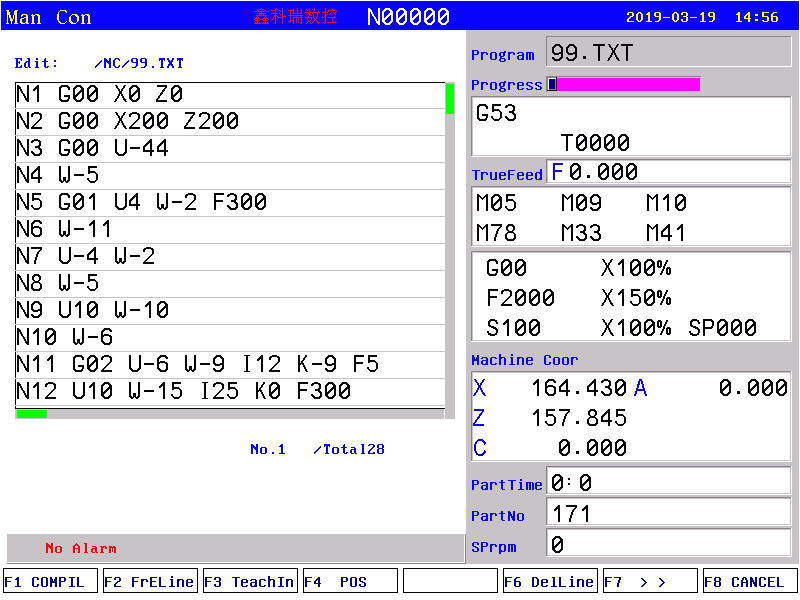 Man Con 鑫科瑞数控 N00000 2019-03-19 14:56
Edit: /NC/99.TXT
N1 G00 X0 Z0
N2 G00 X200 Z200
N3 G00 U-44
N4 W-5
N5 G01 U4 W-2 F300
N6 W-11
N7 U-4 W-2
N8 W-5
N9 U10 W-10
N10 W-6
N11 G02 U-6 W-9 I12 K-9 F5
N12 U10 W-15 I25 K0 F300
No.1 /Total28
No Alarm
Program 99.TXT
Progress
G53
T0000
TrueFeed F 0.000
M05 M09 M10
M78 M33 M41
G00 X100%
F2000 X150%
S100 X100% SP000
Machine Coor
X 164.430 A 0.000
Z 157.845
C 0.000
PartTime 0: 0
PartNo 171
SPrpm 0
F1 COMPIL F2 FrELine F3 TeachIn F4 POS F6 DelLine F7 > > F8 CANCEL